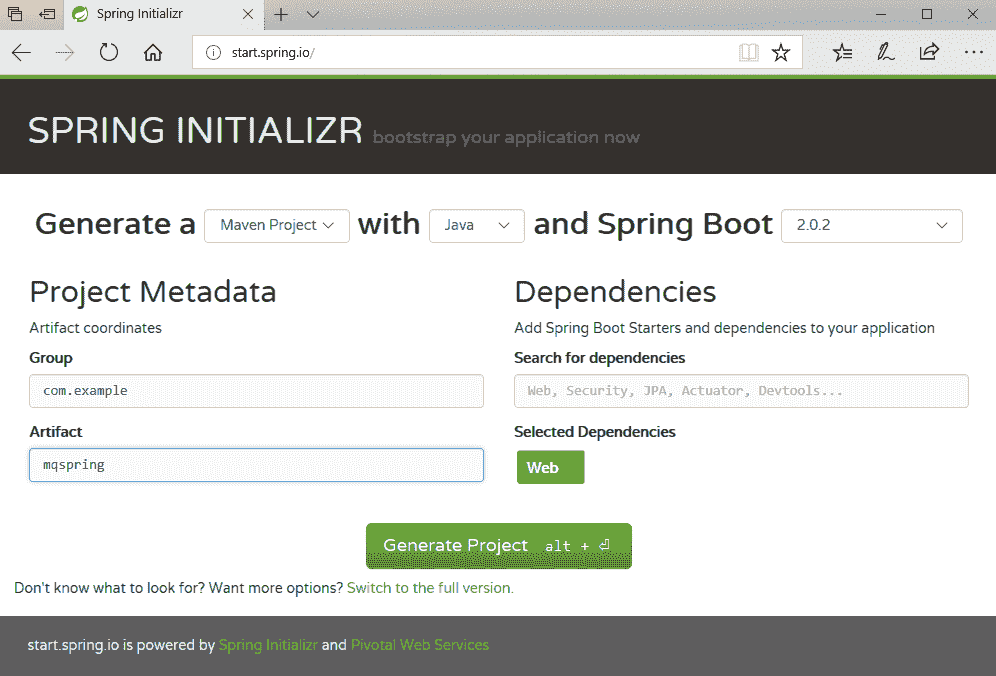 Spring Initializr
start.spring.io/
SPRING INITIALIZR bootstrap your application now
Generate a Maven Project with Java and Spring Boot 2.0.2
Project Metadata
Artifact coordinates
Group
com.example
Artifact
mqspring
Dependencies
Add Spring Boot Starters and dependencies to your application
Search for dependencies
Web, Security, JPA, Actuator, Devtools...
Selected Dependencies
Web
Generate Project alt + ⏎
Don't know what to look for? Want more options? Switch to the full version.
start.spring.io is powered by Spring Initializr and Pivotal Web Services